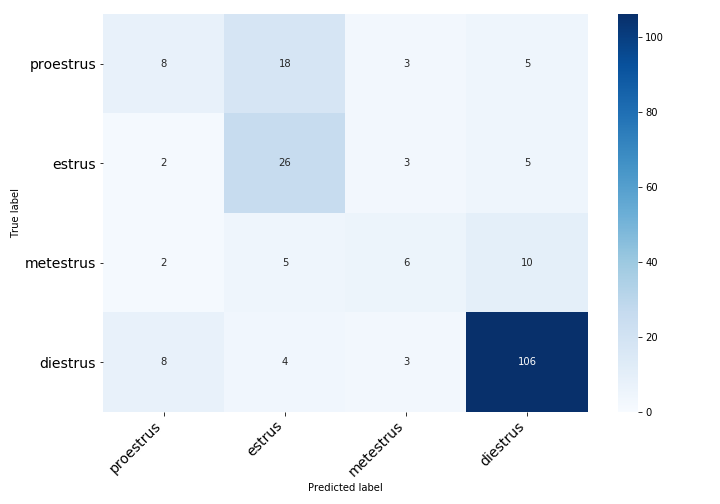 proestrus 8 18 3 5
estrus 2 26 3 5
metestrus 2 5 6 10
diestrus 8 4 3 106
proestrus estrus metestrus diestrus
Predicted label
True label
100
80
60
40
20
0